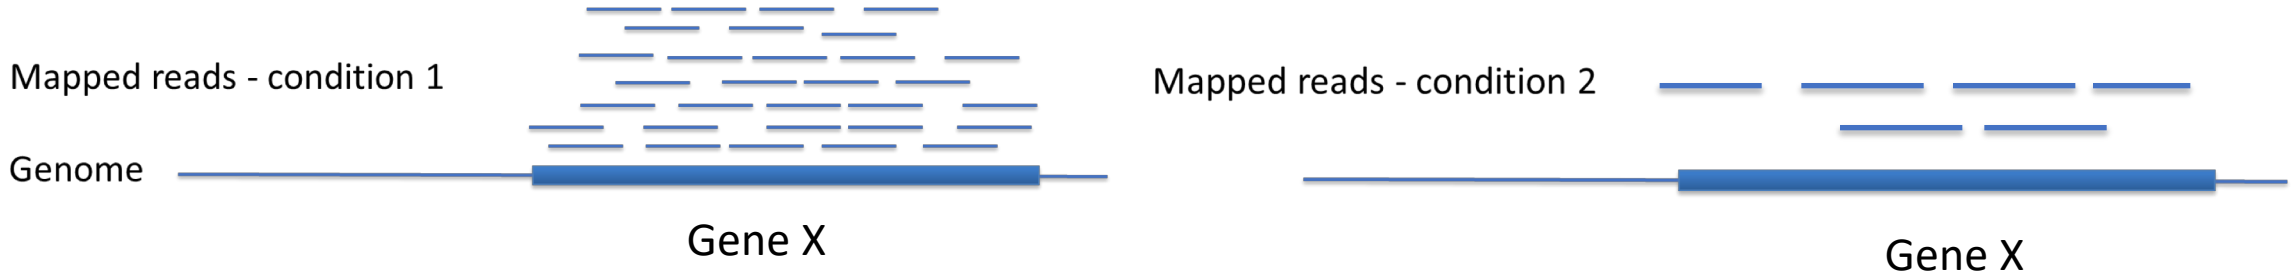 Mapped reads - condition 1
Genome
Gene X
Mapped reads - condition 2
Gene X